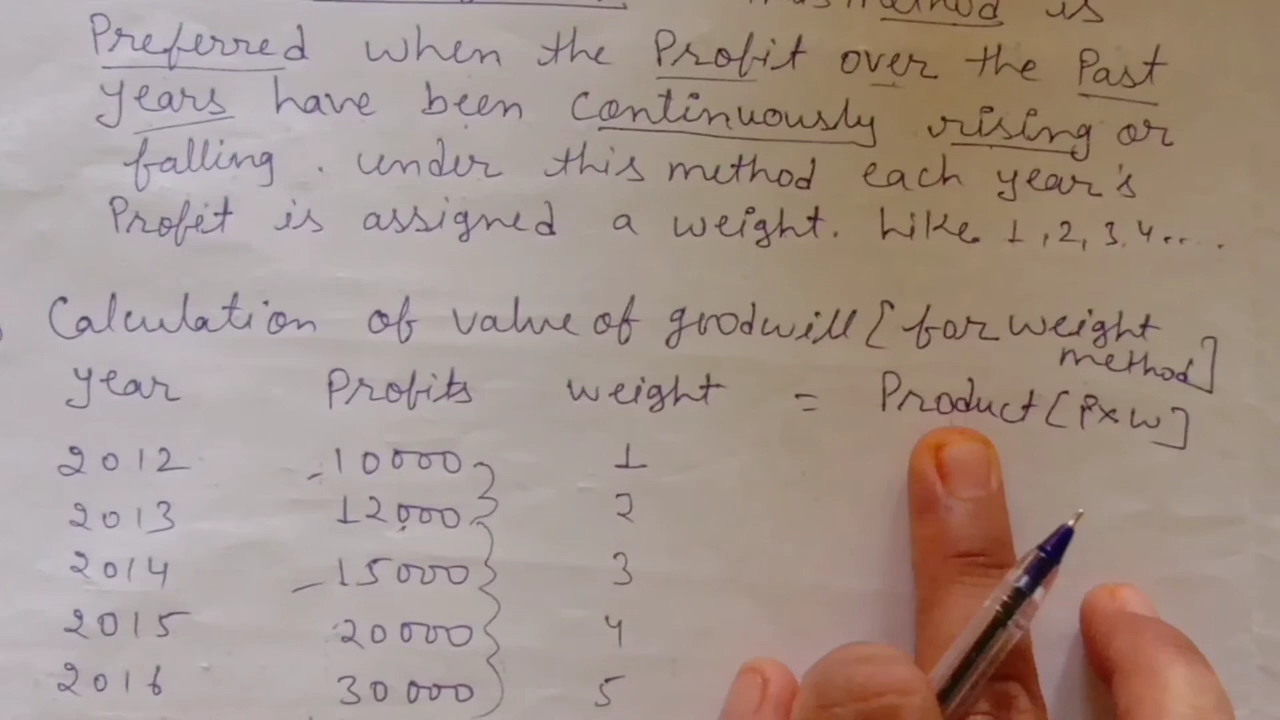 method is
Preferred when the Profit over the Past
years have been continuously rising or
falling. under this method each year's
Profit is assigned a weight. Like 1, 2, 3, 4....
Calculation of value of goodwill [for weight
method]
year Profits weight = Product [P×W]
2012 10000 1
2013 12000 2
2014 15000 3
2015 20000 4
2016 30000 5